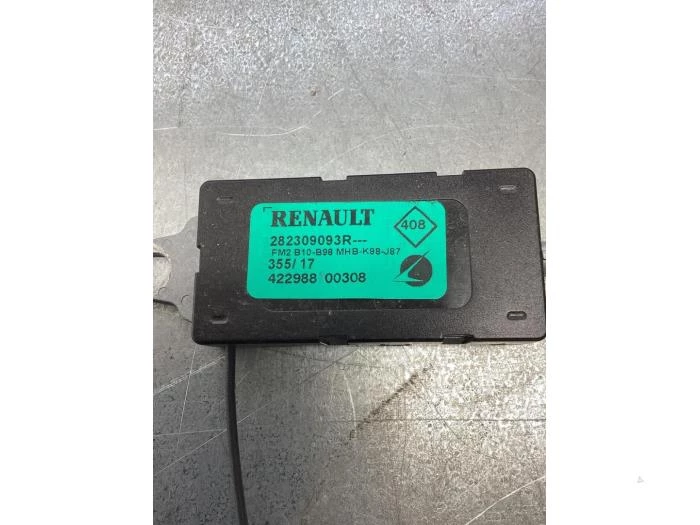 RENAULT
408
282309093R---
FM2 B10-B98 MHB-K98-J87
355/ 17
422988 00308